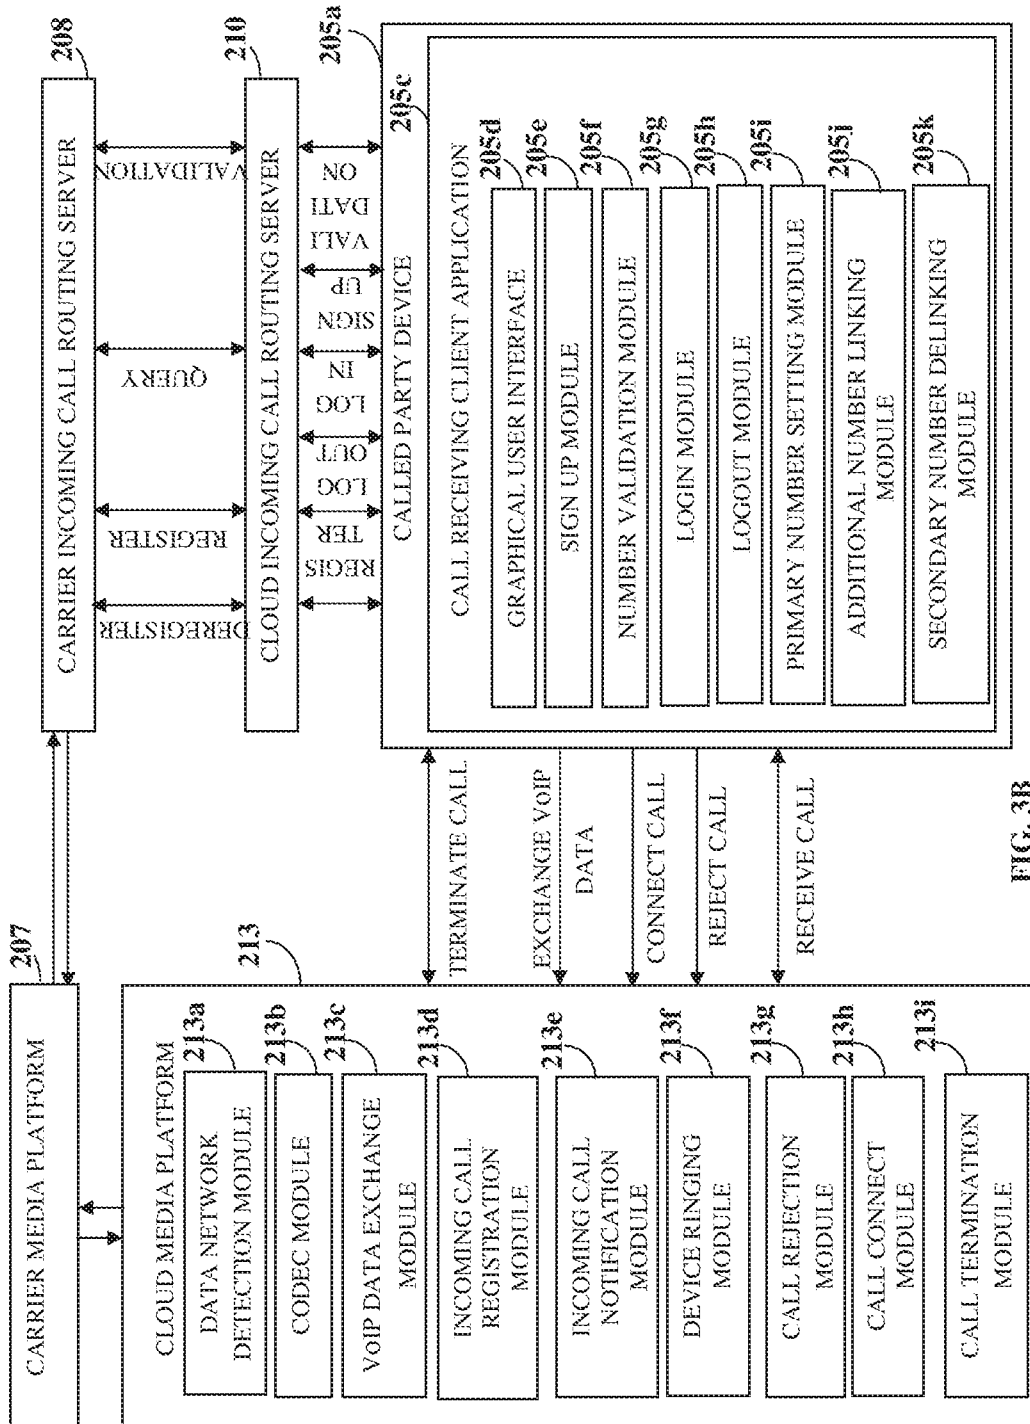 CARRIER MEDIA PLATFORM
207
CLOUD MEDIA PLATFORM
213
DATA NETWORK
DETECTION MODULE
213a
CODEC MODULE
213b
VoIP DATA EXCHANGE
MODULE
213c
INCOMING CALL
REGISTRATION
MODULE
213d
INCOMING CALL
NOTIFICATION
MODULE
213e
DEVICE RINGING
MODULE
213f
CALL REJECTION
MODULE
213g
CALL CONNECT
MODULE
213h
CALL TERMINATION
MODULE
213i
TERMINATE CALL
EXCHANGE VoIP
DATA
CONNECT CALL
REJECT CALL
RECEIVE CALL
CARRIER INCOMING CALL ROUTING SERVER
208
DEREGISTER
REGISTER
QUERY
VALIDATION
CLOUD INCOMING CALL ROUTING SERVER
210
REGIS
TER
LOG
OUT
LOG
IN
SIGN
UP
VALI
DATI
ON
CALLED PARTY DEVICE
205a
CALL RECEIVING CLIENT APPLICATION
205c
GRAPHICAL USER INTERFACE
205d
SIGN UP MODULE
205e
NUMBER VALIDATION MODULE
205f
LOGIN MODULE
205g
LOGOUT MODULE
205h
PRIMARY NUMBER SETTING MODULE
205i
ADDITIONAL NUMBER LINKING
MODULE
205j
SECONDARY NUMBER DELINKING
MODULE
205k
FIG. 3B